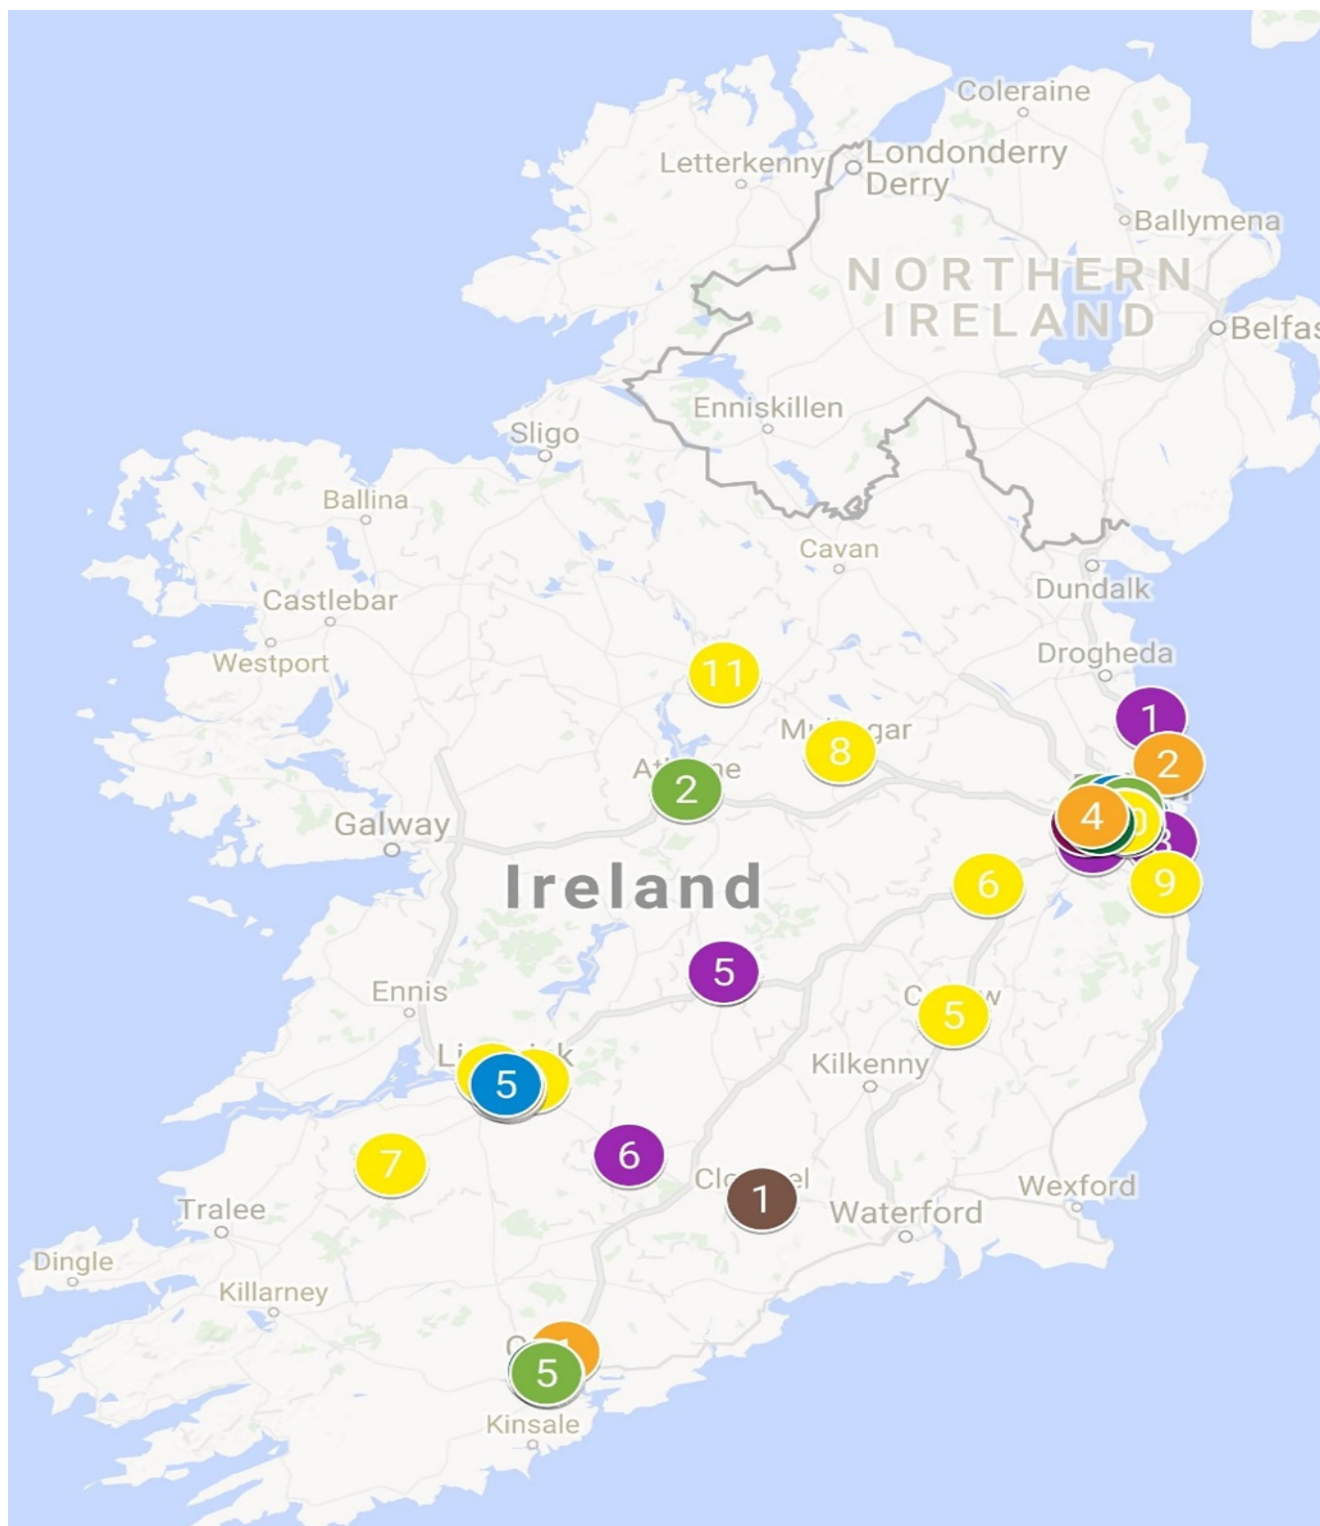 Coleraine
Letterkenny
Londonderry
Derry
Ballymena
NORTHERN
IRELAND
Belfas
Enniskillen
Sligo
Ballina
Cavan
Dundalk
Castlebar
Westport
Drogheda
11
1
8
2
2
4
Galway
Ireland
6
9
5
Ennis
5
Kilkenny
5
7
6
1
Tralee
Waterford
Wexford
Dingle
Killarney
5
Kinsale